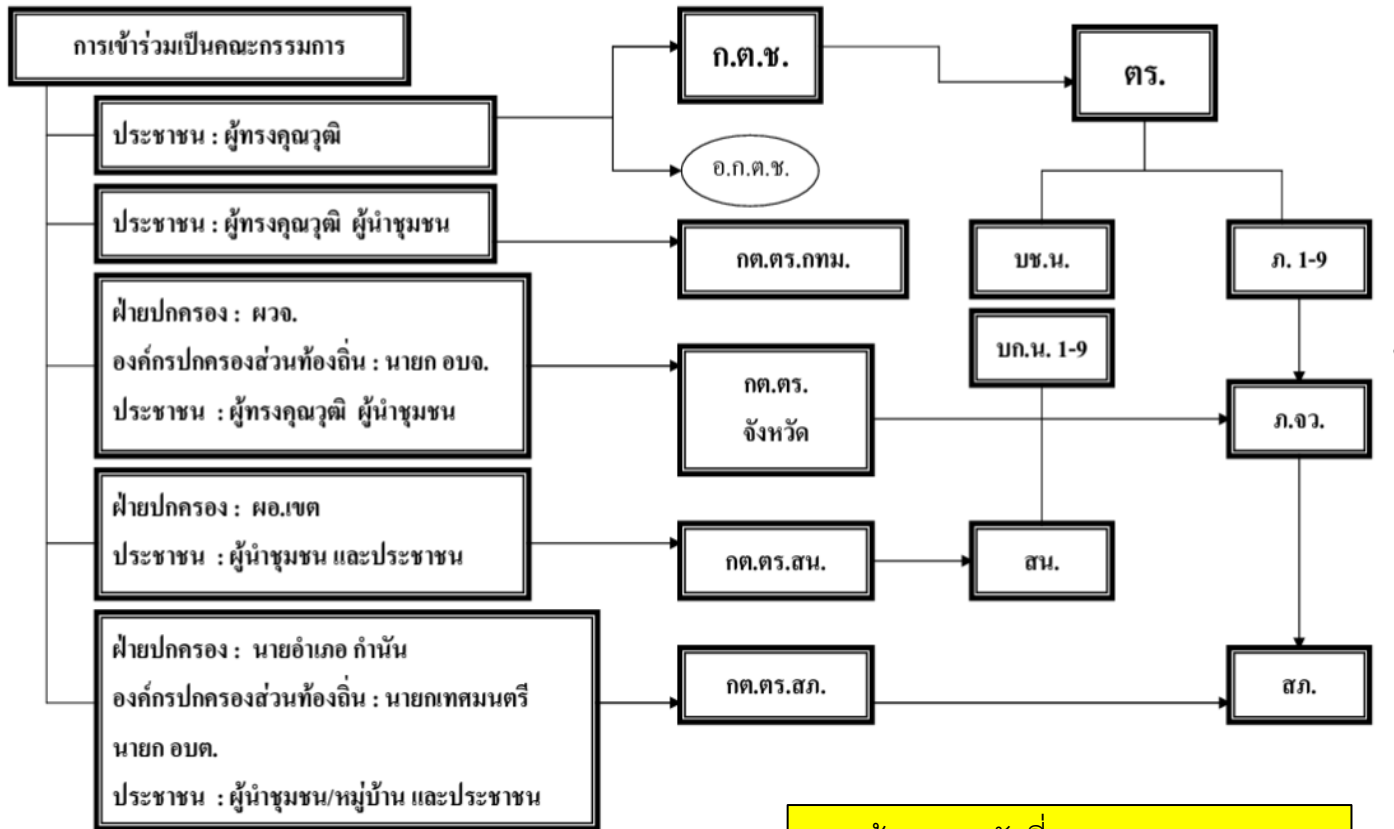 การเข้าร่วมเป็นคณะกรรมการ
ประชาชน : ผู้ทรงคุณวุฒิ
ประชาชน : ผู้ทรงคุณวุฒิ ผู้นำชุมชน
ฝ่ายปกครอง : ผวจ.
องค์กรปกครองส่วนท้องถิ่น : นายก อบจ.
ประชาชน : ผู้ทรงคุณวุฒิ ผู้นำชุมชน
ฝ่ายปกครอง : ผอ.เขต
ประชาชน : ผู้นำชุมชน และประชาชน
ฝ่ายปกครอง : นายอำเภอ กำนัน
องค์กรปกครองส่วนท้องถิ่น : นายกเทศมนตรี
นายก อบต.
ประชาชน : ผู้นำชุมชน/หมู่บ้าน และประชาชน
ก.ต.ช.
อ.ก.ต.ช.
กต.ตร.กทม.
กต.ตร.
จังหวัด
กต.ตร.สน.
กต.ตร.สภ.
ตร.
บช.น.
ภ. 1-9
บก.น. 1-9
ภ.จว.
สน.
สภ.